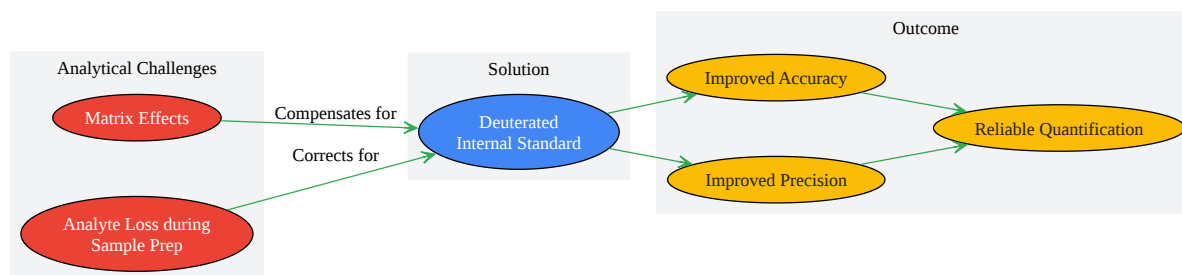 Analytical Challenges
Matrix Effects
Analyte Loss during
Sample Prep
Compensates for
Corrects for
Solution
Deuterated
Internal Standard
Outcome
Improved Accuracy
Improved Precision
Reliable Quantification